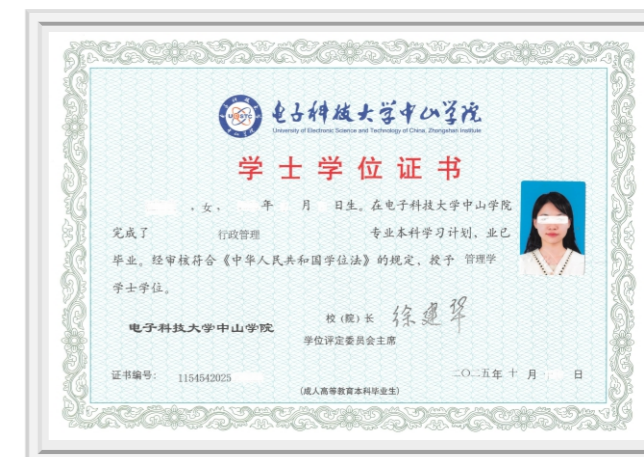 UESTC
电子科技大学中山学院
University of Electronic Science and Technology of China, Zhongshan Institute
学士学位证书
，女， 年 月 日生。在电子科技大学中山学院
完成了 行政管理 专业本科学习计划、业已
毕业。经审核符合《中华人民共和国学位法》的规定，授予 管理学
学士学位。
校（院）长 徐建华
电子科技大学中山学院
学位评定委员会主席
证书编号： 1154542025
二〇二五年十月 日
（成人高等教育本科毕业生）